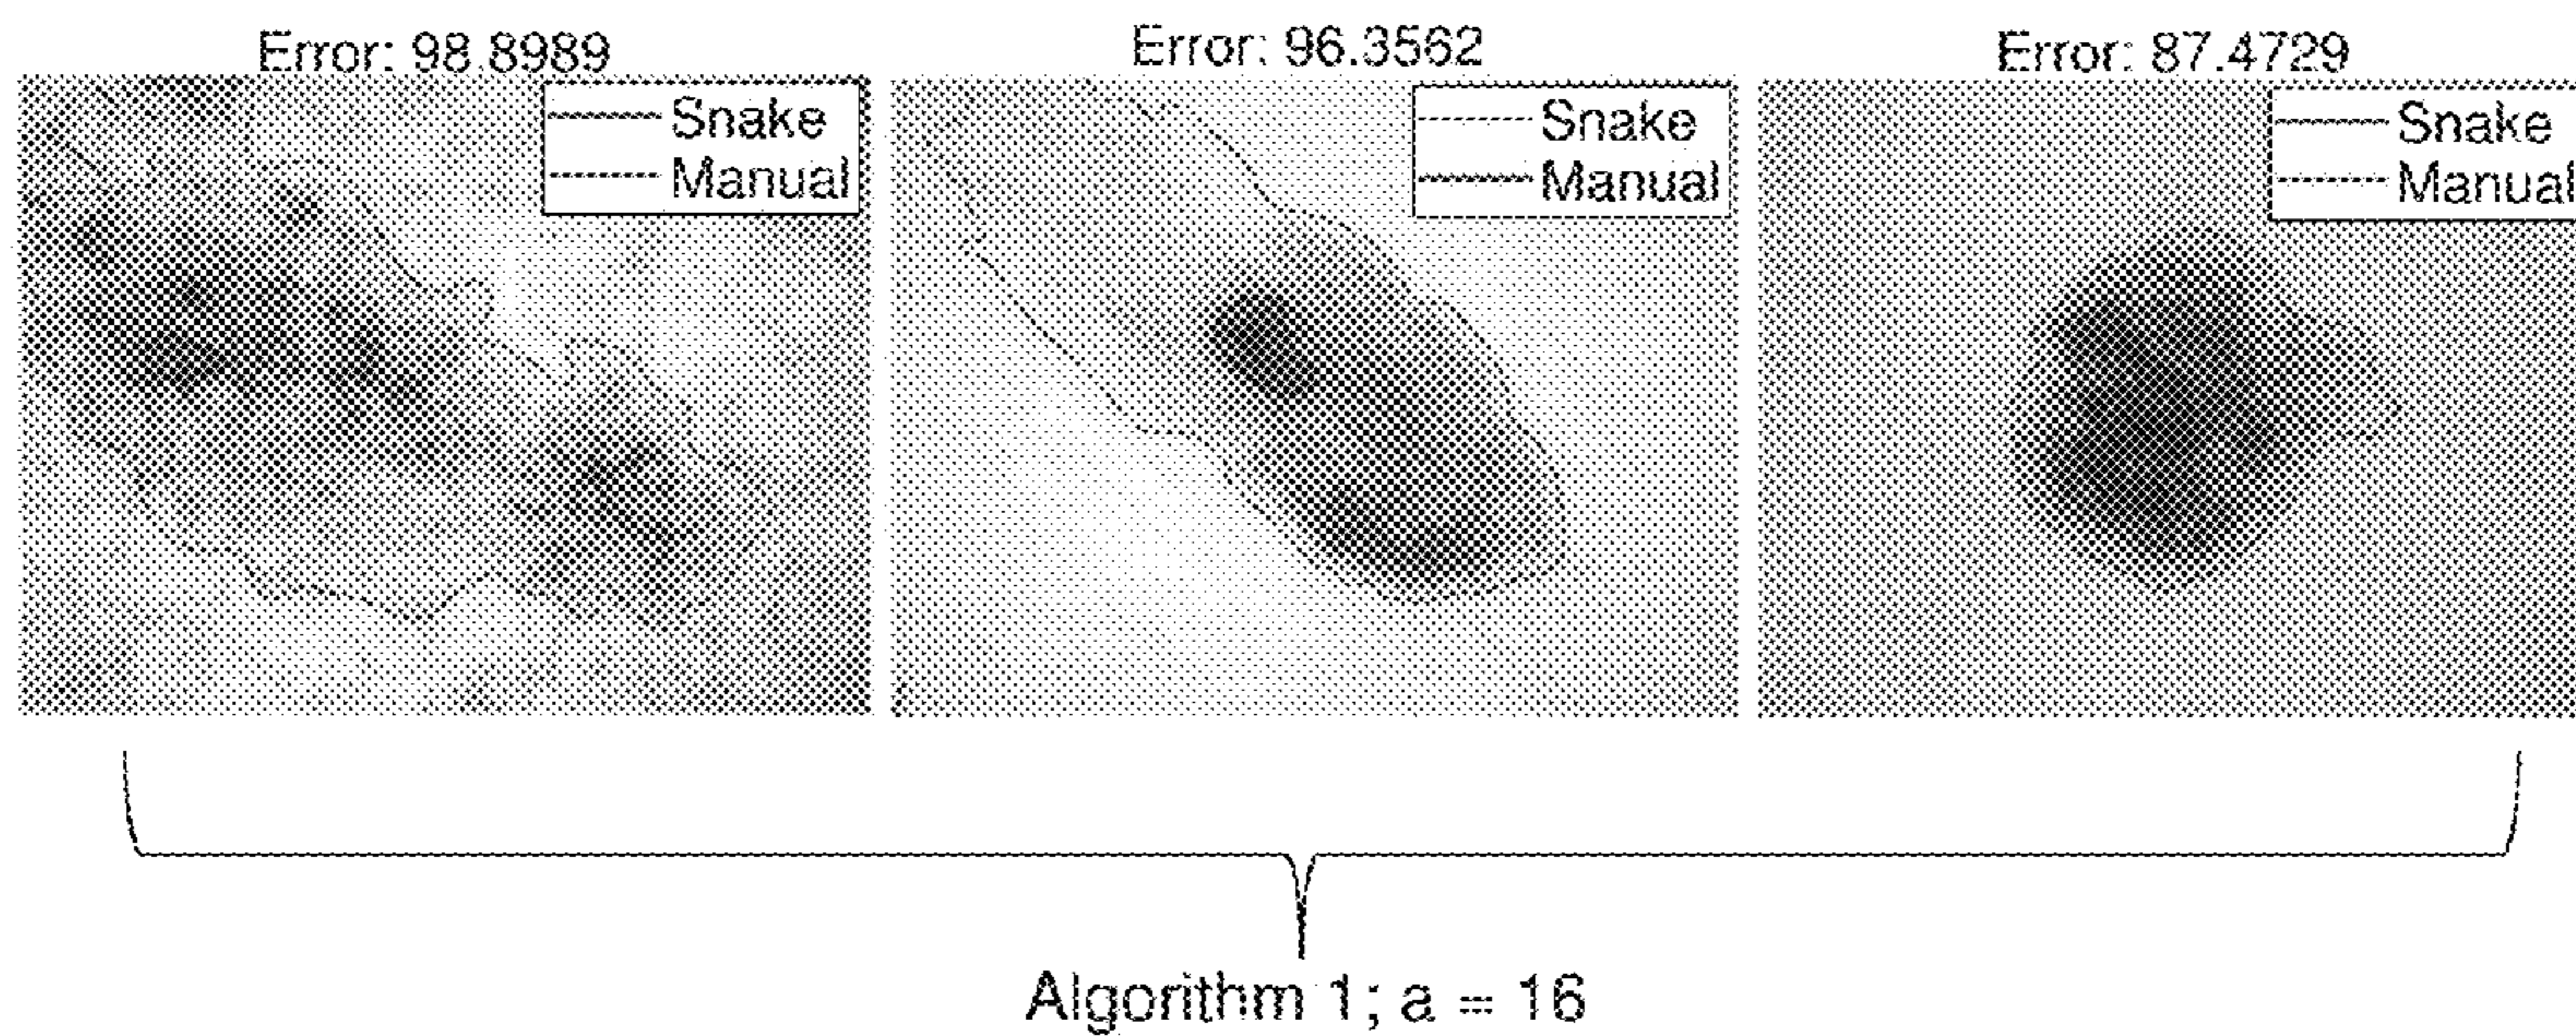 Error: 98.8989
Snake
Manual
Error: 96.3562
Snake
Manual
Error: 87.4729
Snake
Manual
Algorithm 1; a = 16